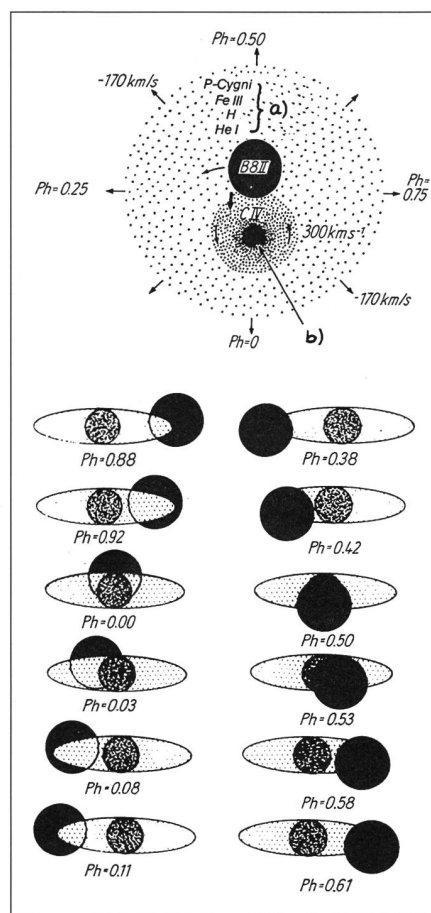 Ph=0.50
-170 km/s
P-Cygni
Fe III
H
He I
a)
B8II
Ph=0.25
Ph=
0.75
C IV
300 km s⁻¹
-170 km/s
b)
Ph=0
Ph=0.88
Ph=0.38
Ph=0.92
Ph=0.42
Ph=0.00
Ph=0.50
Ph=0.03
Ph=0.53
Ph=0.08
Ph=0.58
Ph=0.11
Ph=0.61